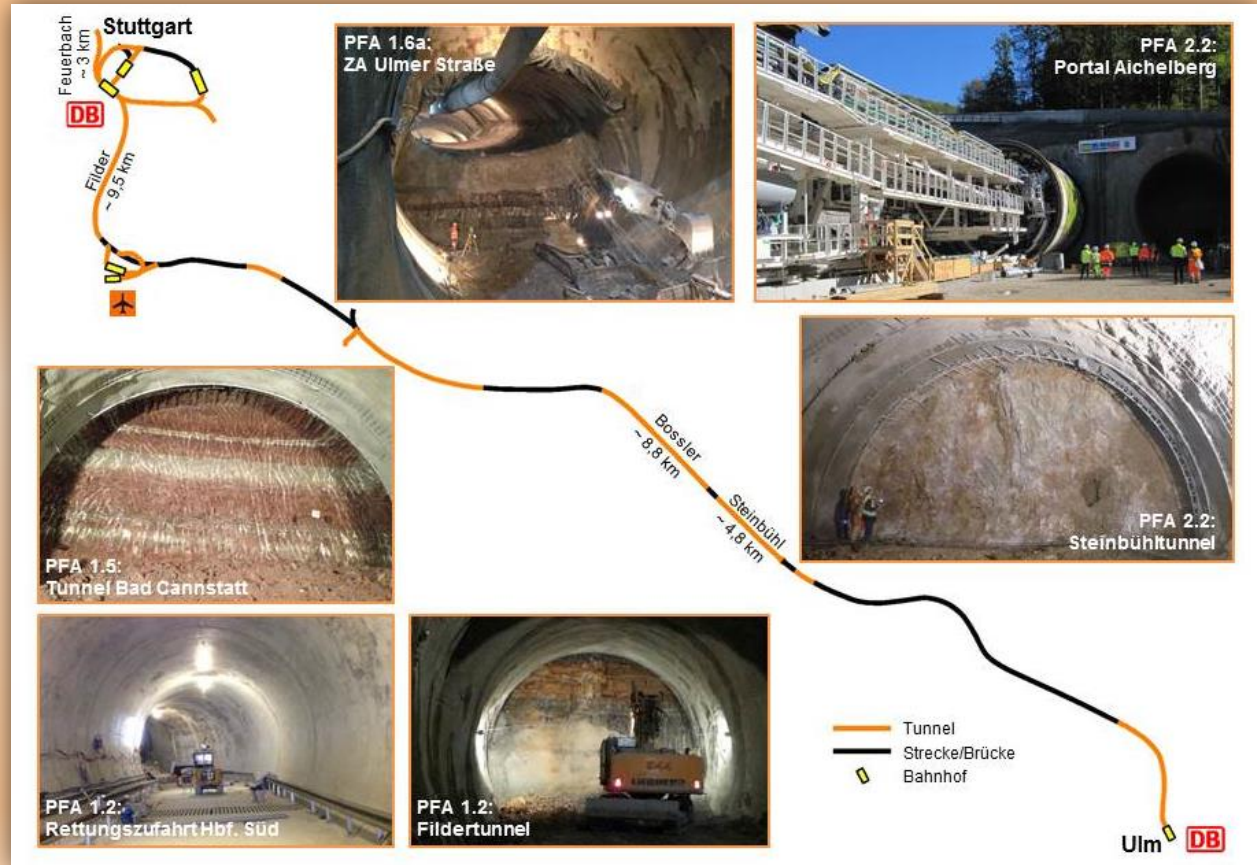 Stuttgart
Feuerbach
~ 3 km
DB
Filder
~ 9,5 km
PFA 1.6a:
ZA Ulmer Straße
PFA 2.2:
Portal Aichelberg
PFA 1.5:
Tunnel Bad Cannstatt
Bossler
~ 8,8 km
Steinbühl
~ 4,8 km
PFA 2.2:
Steinbühltunnel
PFA 1.2:
Rettungszufahrt Hbf. Süd
PFA 1.2:
Fildertunnel
LIEBHERR
Tunnel
Strecke/Brücke
Bahnhof
Ulm
DB